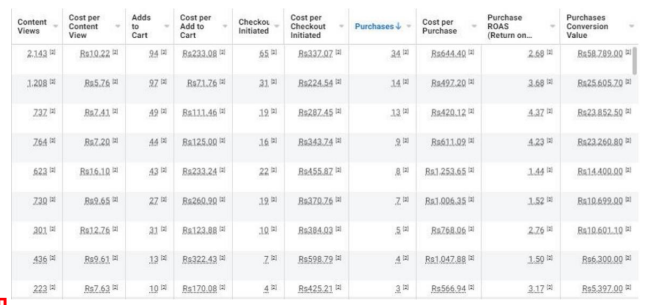 Content Views Cost per Content View Adds to Cart Cost per Add to Cart Checkou Initiated Cost per Checkout Initiated Purchases↓ Cost per Purchase Purchase ROAS (Return on... Purchases Conversion Value
2,143 Rs10.22 94 Rs233.08 65 Rs337.07 34 Rs644.40 2.68 Rs58,789.00
1,208 Rs5.76 97 Rs71.76 31 Rs224.54 14 Rs497.20 3.68 Rs25,605.70
737 Rs7.41 49 Rs111.46 19 Rs287.45 13 Rs420.12 4.37 Rs23,852.50
764 Rs7.20 44 Rs125.00 16 Rs343.74 9 Rs611.09 4.23 Rs23,260.80
623 Rs16.10 43 Rs233.24 22 Rs455.87 8 Rs1,253.65 1.44 Rs14,400.00
730 Rs9.65 27 Rs260.90 19 Rs370.76 7 Rs1,006.35 1.52 Rs10,699.00
301 Rs12.76 31 Rs123.88 10 Rs384.03 5 Rs768.06 2.76 Rs10,601.10
436 Rs9.61 13 Rs322.43 7 Rs598.79 4 Rs1,047.88 1.50 Rs6,300.00
223 Rs7.63 10 Rs170.08 4 Rs425.21 3 Rs566.94 3.17 Rs5,397.00